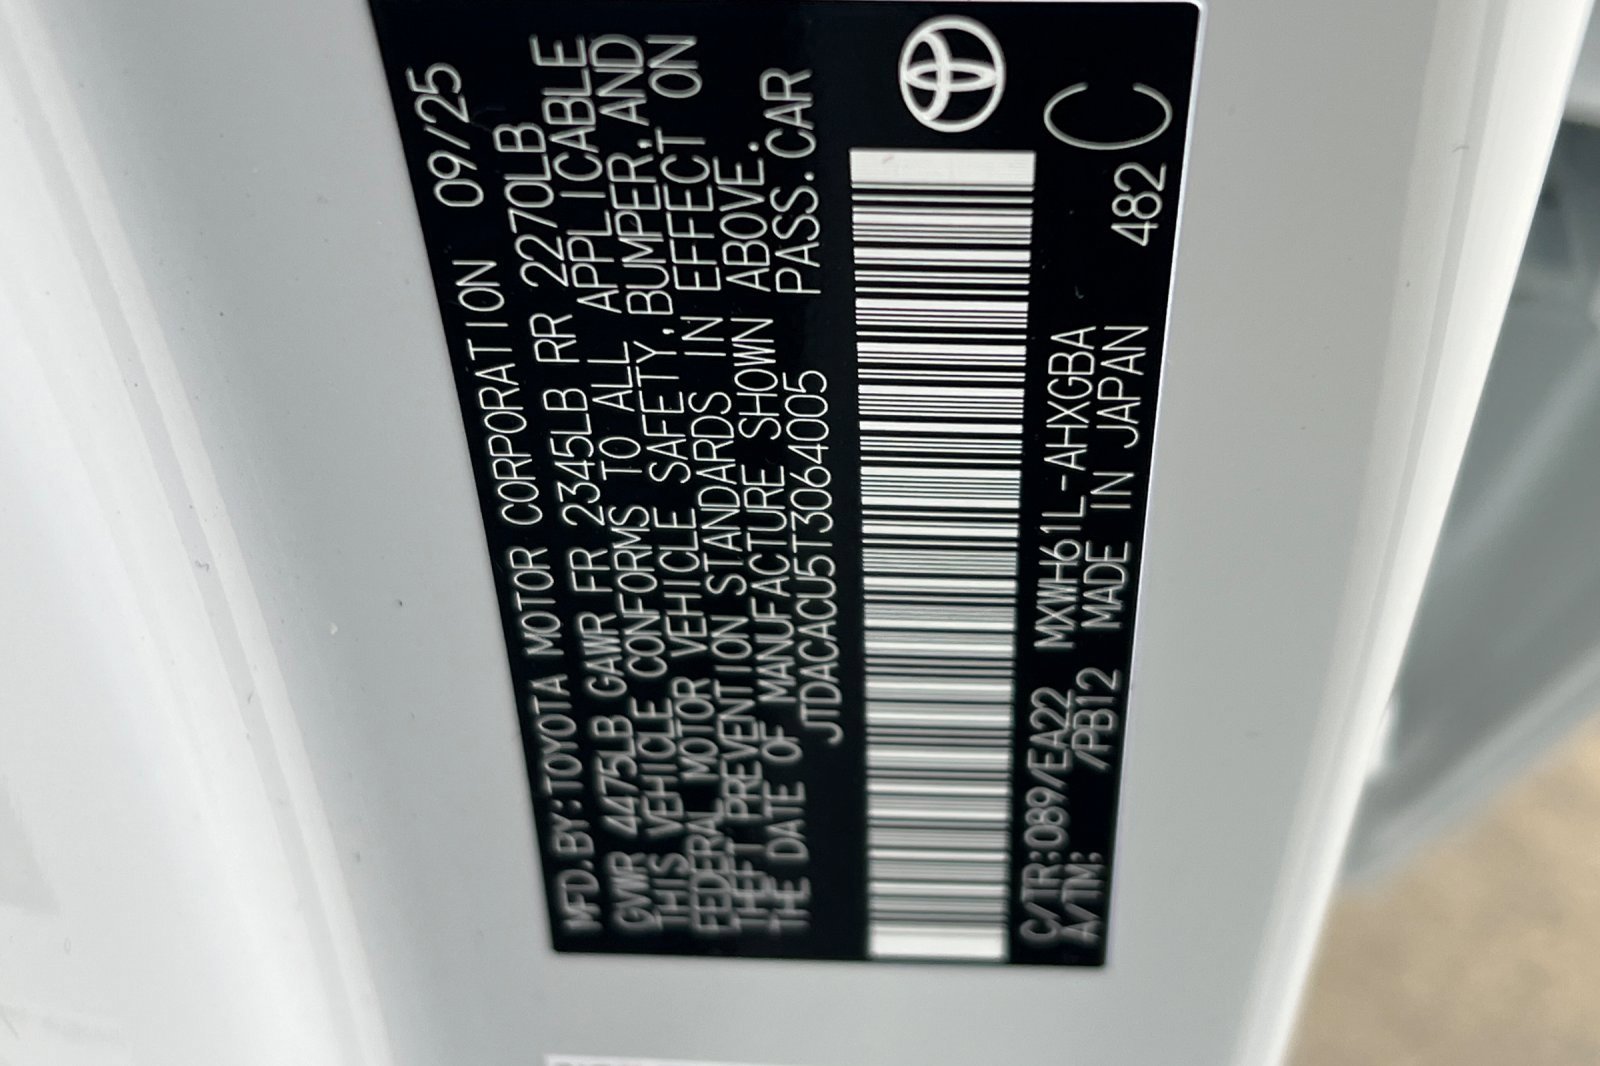 MFD.BY:TOYOTA MOTOR CORPORATION 09/25
GVWR 4475LB GAWR FR 2345LB RR 2270LB
THIS VEHICLE CONFORMS TO ALL APPLICABLE
FEDERAL MOTOR VEHICLE SAFETY,BUMPER,AND
THEFT PREVENTION STANDARDS IN EFFECT ON
THE DATE OF MANUFACTURE SHOWN ABOVE.
JTDACACU5T3064005 PASS.CAR
C/TR:089/EA22 MXWH61L-AHXGBA
A/TM: /PB12 MADE IN JAPAN 482 C